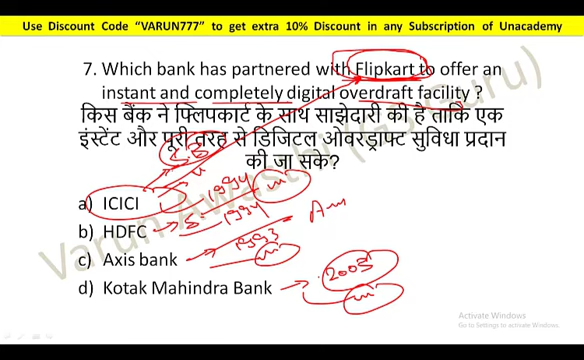 Use Discount Code “VARUN777” to get extra 10% Discount in any Subscription of Unacademy
7. Which bank has partnered with Flipkart to offer an
instant and completely digital overdraft facility ?
किस बैंक ने फ्लिपकार्ट के साथ साझेदारी की है ताकि एक
इंस्टेंट और पूरी तरह से डिजिटल ओवरड्राफ्ट सुविधा प्रदान
की जा सके?
a) ICICI 1994 m
b) HDFC 1994
c) Axis bank 1993 m
d) Kotak Mahindra Bank 2003 m
Activate Windows
Go to Settings to activate Windows.